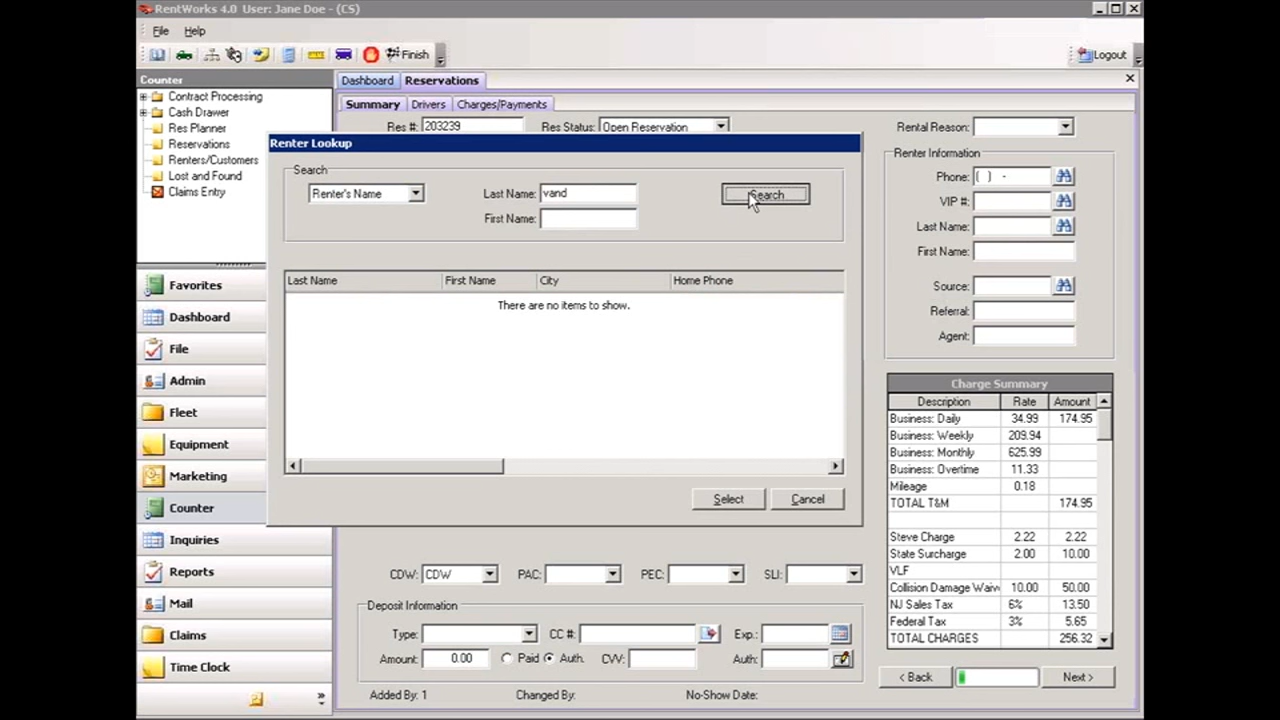 RentWorks 4.0 User: Jane Doe - (CS)
File Help
Finish
Logout
Counter
Contract Processing
Cash Drawer
Res Planner
Reservations
Renters/Customers
Lost and Found
Claims Entry
Favorites
Dashboard
File
Admin
Fleet
Equipment
Marketing
Counter
Inquiries
Reports
Mail
Claims
Time Clock
Dashboard Reservations
Summary Drivers Charges/Payments
Res #: 203239 Res Status: Open Reservation
Renter Lookup
Search
Renter's Name Last Name: vand Search
First Name:
Last Name First Name City Home Phone
There are no items to show.
Select Cancel
CDW: CDW PAC: PEC: SLI:
Deposit Information
Type: CC #: Exp.:
Amount: 0.00 Paid Auth. CVV: Auth:
Added By: 1 Changed By: No-Show Date:
Rental Reason:
Renter Information
Phone: ( ) -
VIP #:
Last Name:
First Name:
Source:
Referral:
Agent:
Charge Summary
Description Rate Amount
Business: Daily 34.99 174.95
Business: Weekly 209.94
Business: Monthly 625.99
Business: Overtime 11.33
Mileage 0.18
TOTAL T&M 174.95
Steve Charge 2.22 2.22
State Surcharge 2.00 10.00
VLF
Collision Damage Waiv 10.00 50.00
NJ Sales Tax 6% 13.50
Federal Tax 3% 5.65
TOTAL CHARGES 256.32
< Back Next >